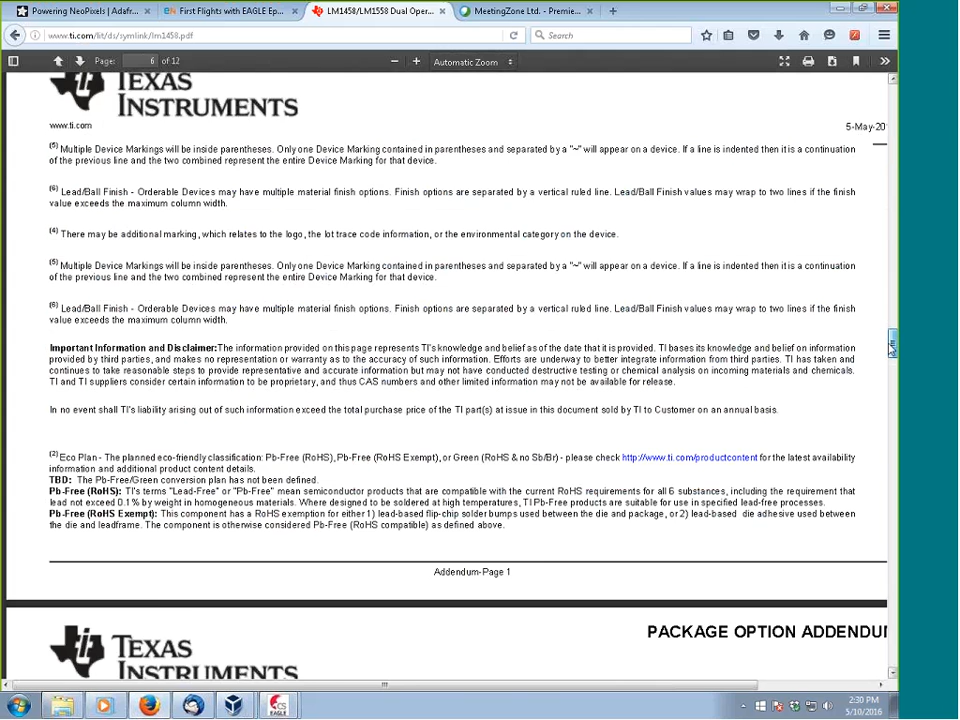 Powering NeoPixels | Adafr... × First Flights with EAGLE Ep... × LM1458/LM1558 Dual Oper... × MeetingZone Ltd. - Premie... × +
www.ti.com/lit/ds/symlink/lm1458.pdf Search
Page: 6 of 12 Automatic Zoom
TEXAS
INSTRUMENTS
www.ti.com 5-May-20
(5) Multiple Device Markings will be inside parentheses. Only one Device Marking contained in parentheses and separated by a "~" will appear on a device. If a line is indented then it is a continuation
of the previous line and the two combined represent the entire Device Marking for that device.
(6) Lead/Ball Finish - Orderable Devices may have multiple material finish options. Finish options are separated by a vertical ruled line. Lead/Ball Finish values may wrap to two lines if the finish
value exceeds the maximum column width.
(4) There may be additional marking, which relates to the logo, the lot trace code information, or the environmental category on the device.
(5) Multiple Device Markings will be inside parentheses. Only one Device Marking contained in parentheses and separated by a "~" will appear on a device. If a line is indented then it is a continuation
of the previous line and the two combined represent the entire Device Marking for that device.
(6) Lead/Ball Finish - Orderable Devices may have multiple material finish options. Finish options are separated by a vertical ruled line. Lead/Ball Finish values may wrap to two lines if the finish
value exceeds the maximum column width.
Important Information and Disclaimer:The information provided on this page represents TI's knowledge and belief as of the date that it is provided. TI bases its knowledge and belief on information
provided by third parties, and makes no representation or warranty as to the accuracy of such information. Efforts are underway to better integrate information from third parties. TI has taken and
continues to take reasonable steps to provide representative and accurate information but may not have conducted destructive testing or chemical analysis on incoming materials and chemicals.
TI and TI suppliers consider certain information to be proprietary, and thus CAS numbers and other limited information may not be available for release.
In no event shall TI's liability arising out of such information exceed the total purchase price of the TI part(s) at issue in this document sold by TI to Customer on an annual basis.
(2) Eco Plan - The planned eco-friendly classification: Pb-Free (RoHS), Pb-Free (RoHS Exempt), or Green (RoHS & no Sb/Br) - please check http://www.ti.com/productcontent for the latest availability
information and additional product content details.
TBD: The Pb-Free/Green conversion plan has not been defined.
Pb-Free (RoHS): TI's terms "Lead-Free" or "Pb-Free" mean semiconductor products that are compatible with the current RoHS requirements for all 6 substances, including the requirement that
lead not exceed 0.1% by weight in homogeneous materials. Where designed to be soldered at high temperatures, TI Pb-Free products are suitable for use in specified lead-free processes.
Pb-Free (RoHS Exempt): This component has a RoHS exemption for either 1) lead-based flip-chip solder bumps used between the die and package, or 2) lead-based die adhesive used between
the die and leadframe. The component is otherwise considered Pb-Free (RoHS compatible) as defined above.
Addendum-Page 1
PACKAGE OPTION ADDENDU
TEXAS
INSTRUMENTS
EAGLE
2:30 PM
5/10/2016